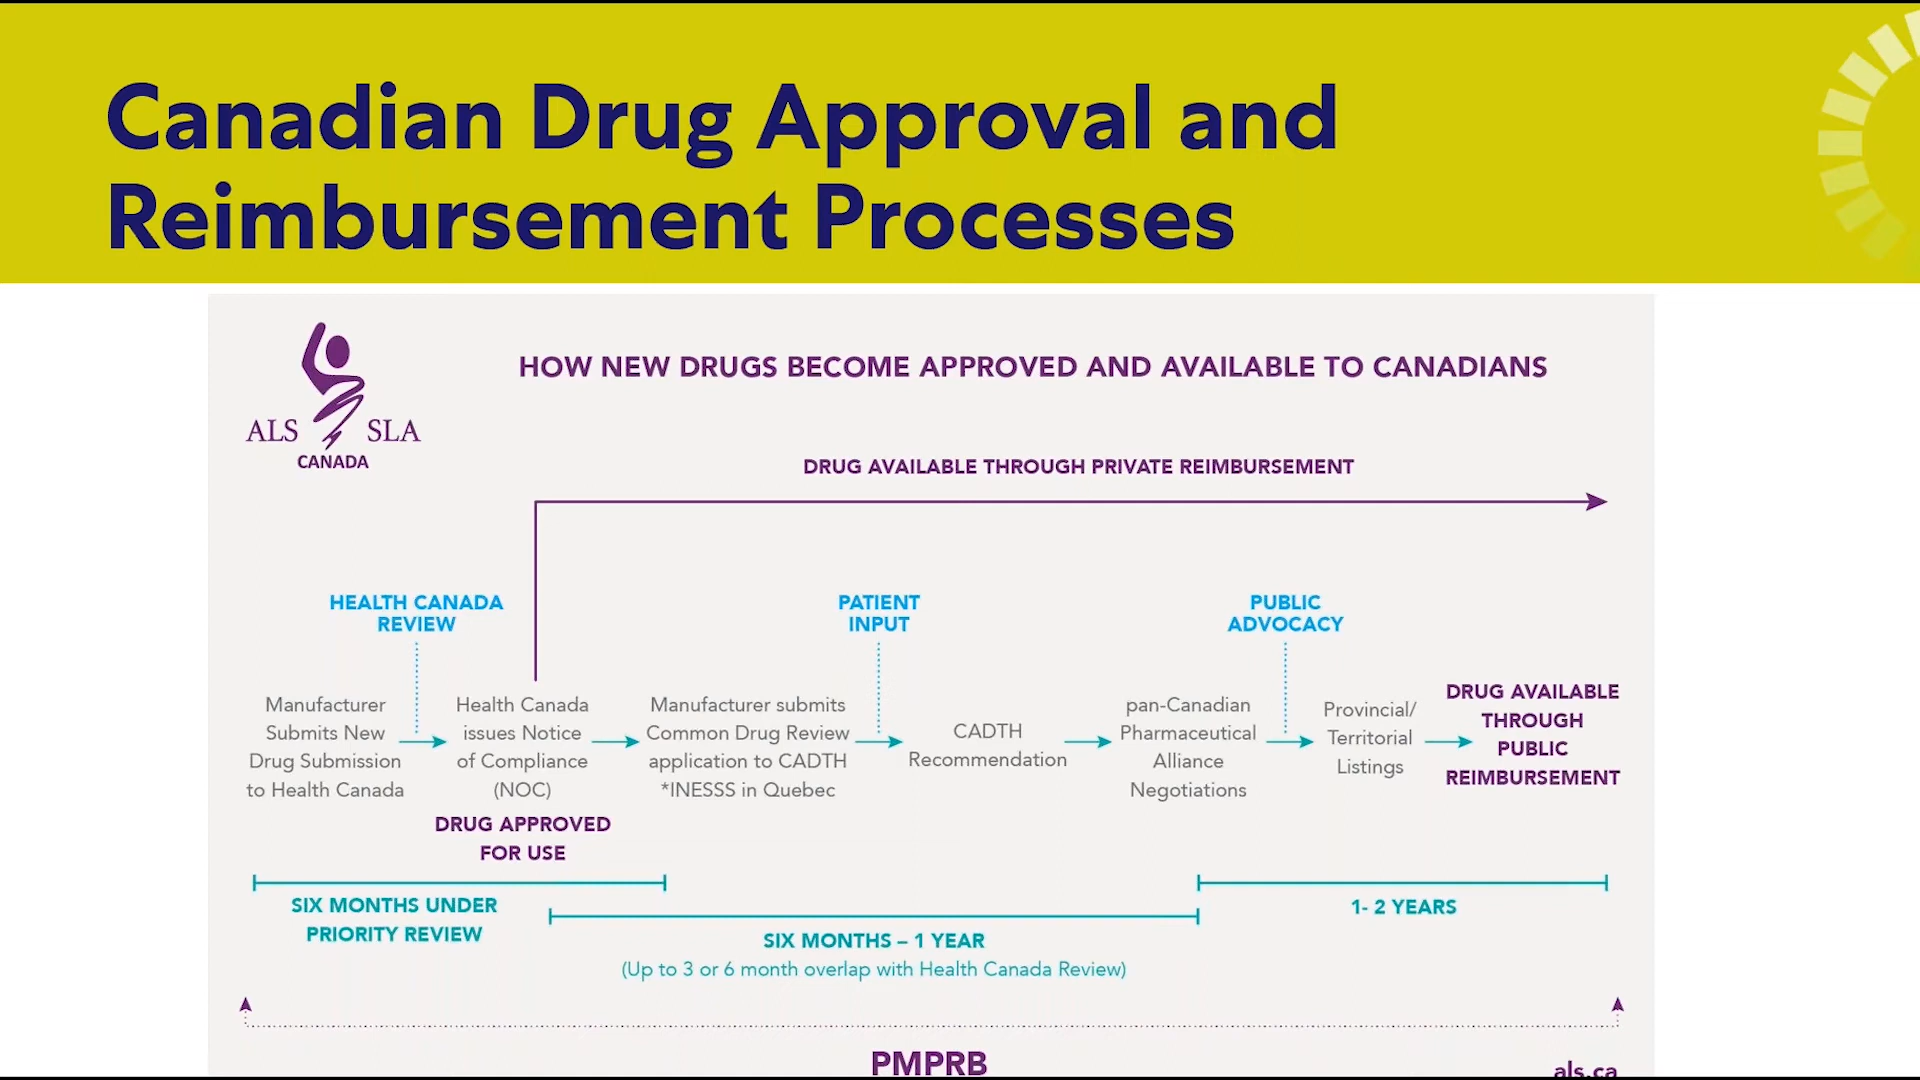 Canadian Drug Approval and
Reimbursement Processes
ALS SLA
CANADA
HOW NEW DRUGS BECOME APPROVED AND AVAILABLE TO CANADIANS
DRUG AVAILABLE THROUGH PRIVATE REIMBURSEMENT
HEALTH CANADA
REVIEW
PATIENT
INPUT
PUBLIC
ADVOCACY
Manufacturer
Submits New
Drug Submission
to Health Canada
Health Canada
issues Notice
of Compliance
(NOC)
DRUG APPROVED
FOR USE
Manufacturer submits
Common Drug Review
application to CADTH
*INESSS in Quebec
CADTH
Recommendation
pan-Canadian
Pharmaceutical
Alliance
Negotiations
Provincial/
Territorial
Listings
DRUG AVAILABLE
THROUGH
PUBLIC
REIMBURSEMENT
SIX MONTHS UNDER
PRIORITY REVIEW
SIX MONTHS – 1 YEAR
(Up to 3 or 6 month overlap with Health Canada Review)
1- 2 YEARS
PMPRB
als.ca